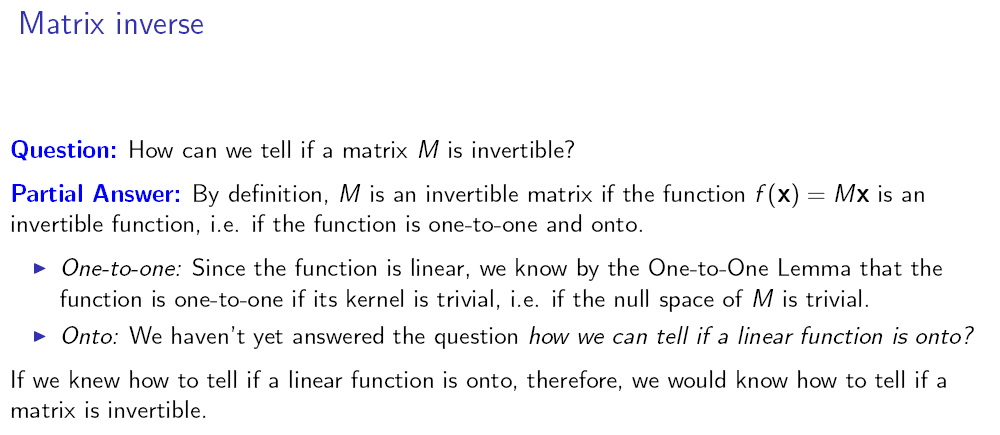 Matrix inverse
Question: How can we tell if a matrix M is invertible?
Partial Answer: By definition, M is an invertible matrix if the function f(x) = Mx is an
invertible function, i.e. if the function is one-to-one and onto.
▶ One-to-one: Since the function is linear, we know by the One-to-One Lemma that the
function is one-to-one if its kernel is trivial, i.e. if the null space of M is trivial.
▶ Onto: We haven't yet answered the question how we can tell if a linear function is onto?
If we knew how to tell if a linear function is onto, therefore, we would know how to tell if a
matrix is invertible.